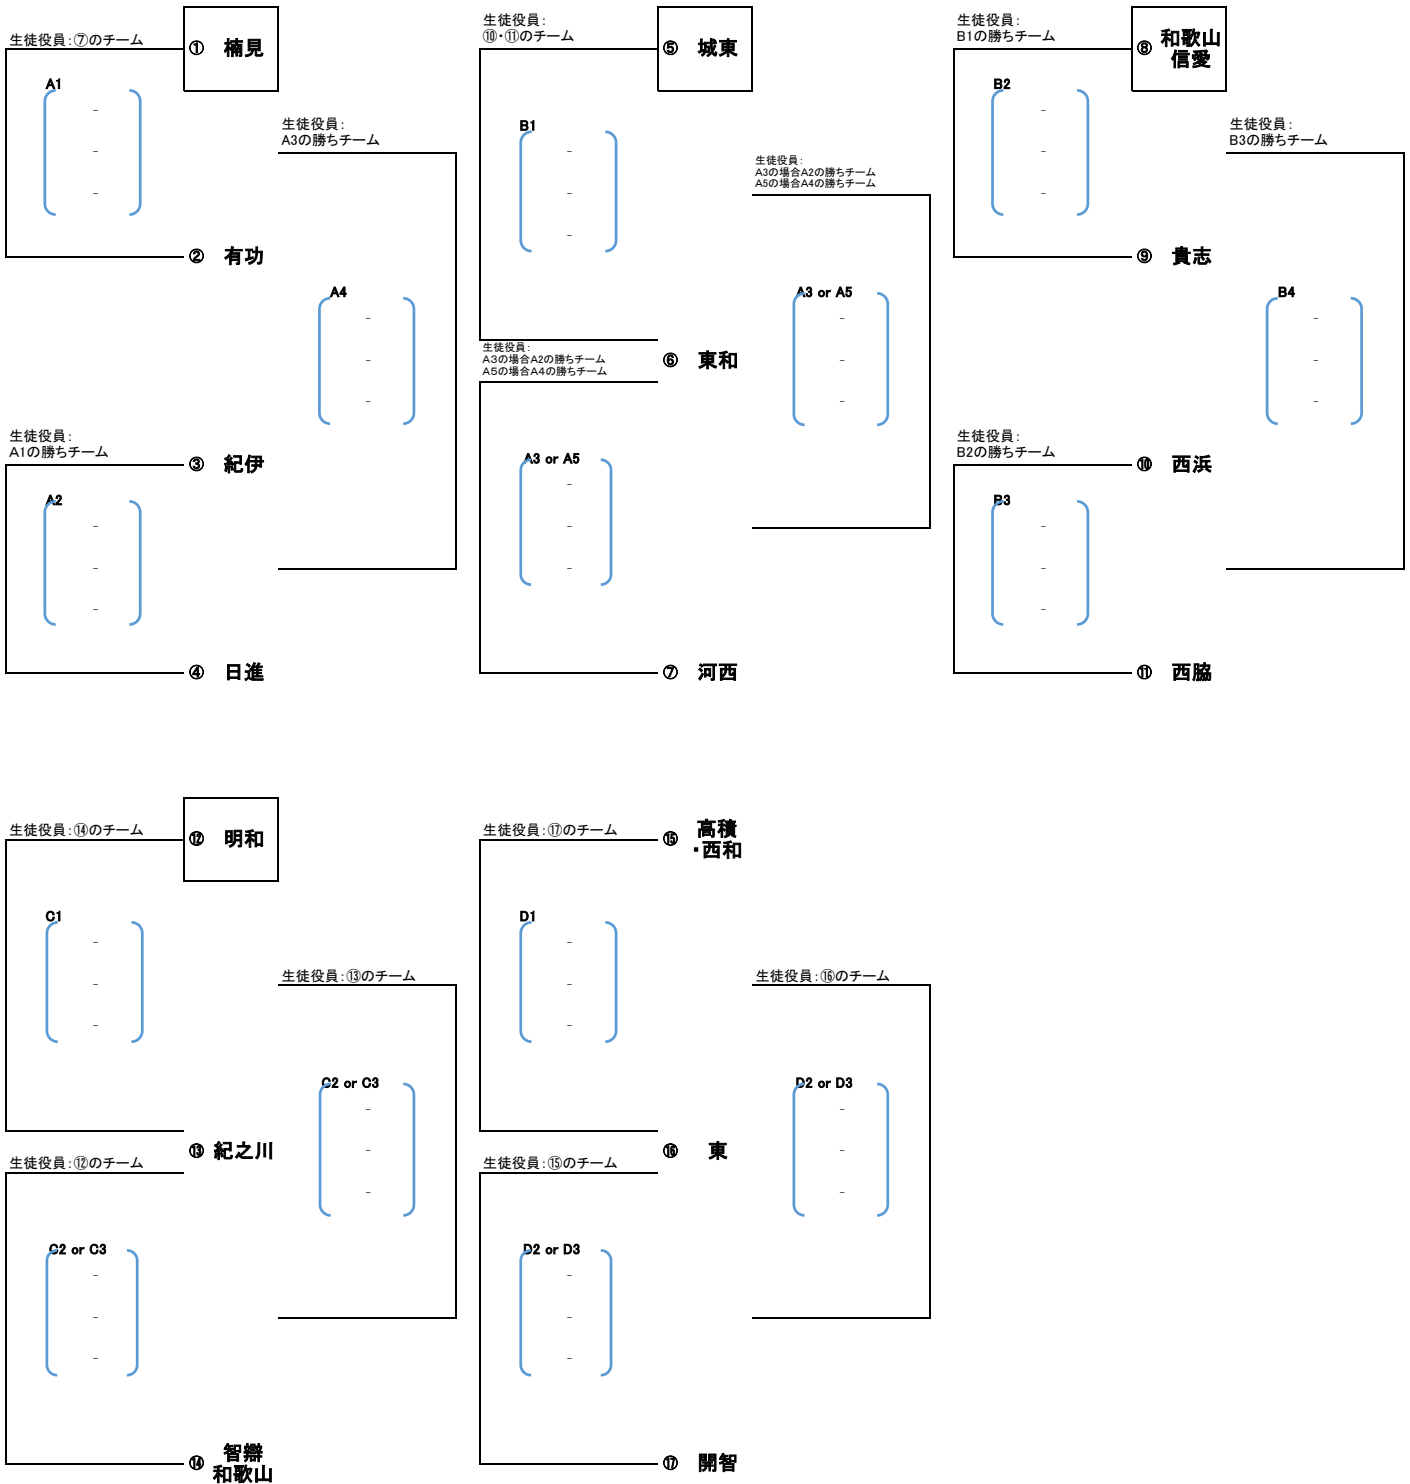 生徒役員：⑦のチーム
① 楠見
A1
-
-
-
② 有功
生徒役員：
A3の勝ちチーム
A4
-
-
-
生徒役員：
A1の勝ちチーム
③ 紀伊
A2
-
-
-
④ 日進
生徒役員：
⑩・⑪のチーム
⑤ 城東
B1
-
-
-
⑥ 東和
生徒役員：
A3の場合A2の勝ちチーム
A5の場合A4の勝ちチーム
A3 or A5
-
-
-
⑦ 河西
生徒役員：
A3の場合A2の勝ちチーム
A5の場合A4の勝ちチーム
A3 or A5
-
-
-
生徒役員：
B1の勝ちチーム
⑧ 和歌山
信愛
B2
-
-
-
⑨ 貴志
生徒役員：
B3の勝ちチーム
B4
-
-
-
生徒役員：
B2の勝ちチーム
⑩ 西浜
B3
-
-
-
⑪ 西脇
生徒役員：⑭のチーム
⑫ 明和
C1
-
-
-
⑬ 紀之川
生徒役員：⑬のチーム
C2 or C3
-
-
-
生徒役員：⑫のチーム
C2 or C3
-
-
-
⑭ 智辯
和歌山
生徒役員：⑰のチーム
⑮ 高積
・西和
D1
-
-
-
⑯ 東
生徒役員：⑯のチーム
D2 or D3
-
-
-
生徒役員：⑮のチーム
D2 or D3
-
-
-
⑰ 開智